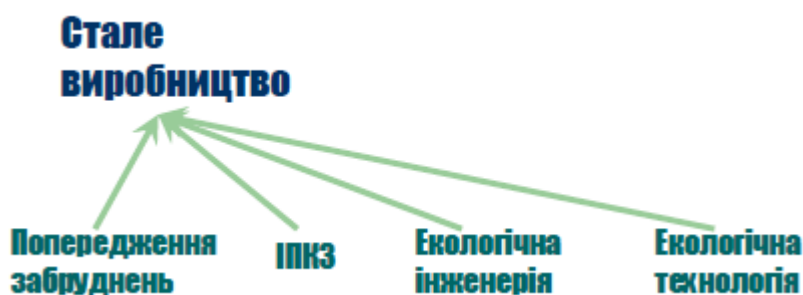 Стале
виробництво
Попередження
забруднень
ІПКЗ
Екологічна
інженерія
Екологічна
технологія